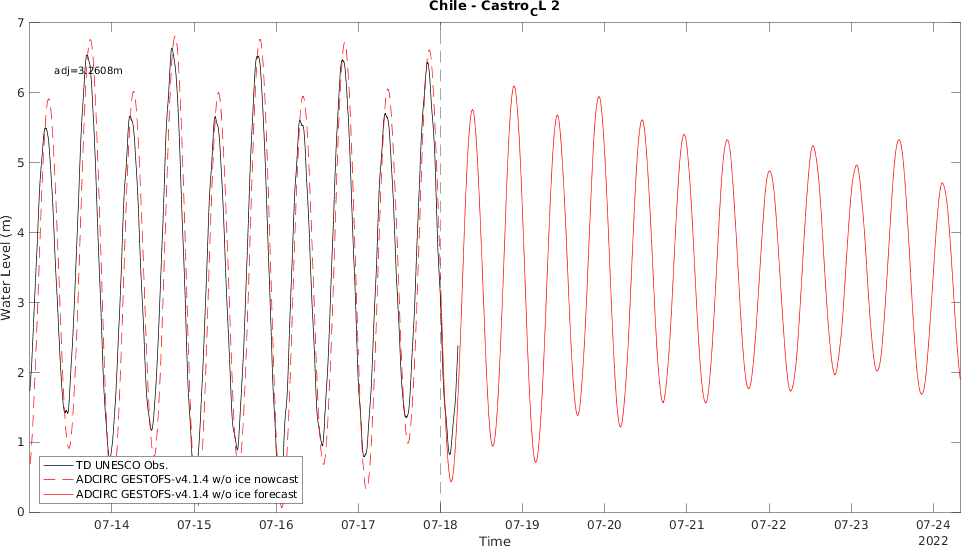 Chile - Castro_CL 2
Water Level (m)
7
6
5
4
3
2
1
0
adj=3.2608m
TD UNESCO Obs.
ADCIRC GESTOFS-v4.1.4 w/o ice nowcast
ADCIRC GESTOFS-v4.1.4 w/o ice forecast
07-14 07-15 07-16 07-17 07-18 07-19 07-20 07-21 07-22 07-23 07-24
Time
2022